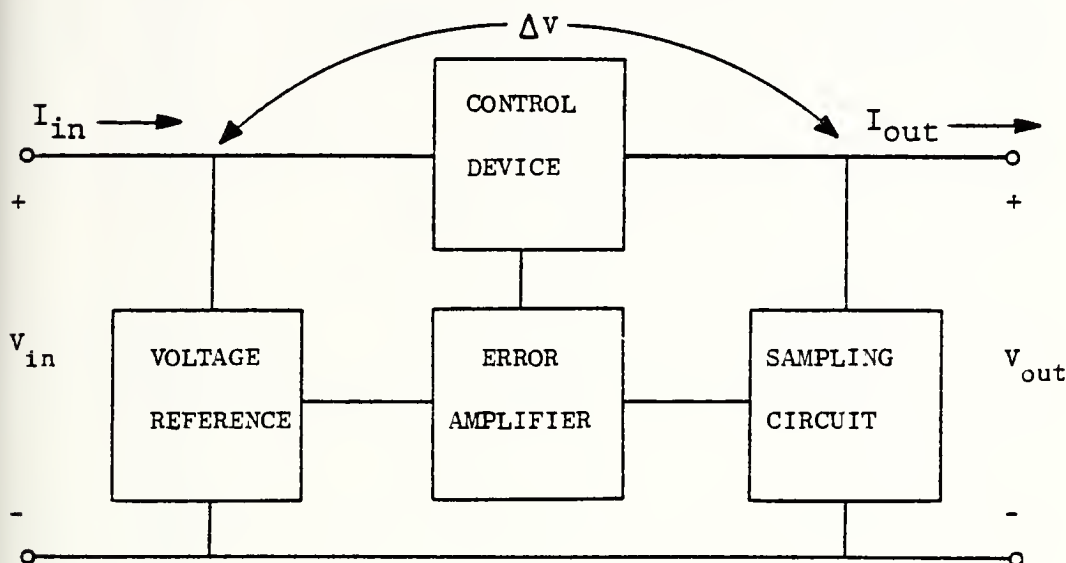 ΔV
CONTROL
DEVICE
I_in
I_out
+
+
V_in
VOLTAGE
REFERENCE
ERROR
AMPLIFIER
SAMPLING
CIRCUIT
V_out
-
-